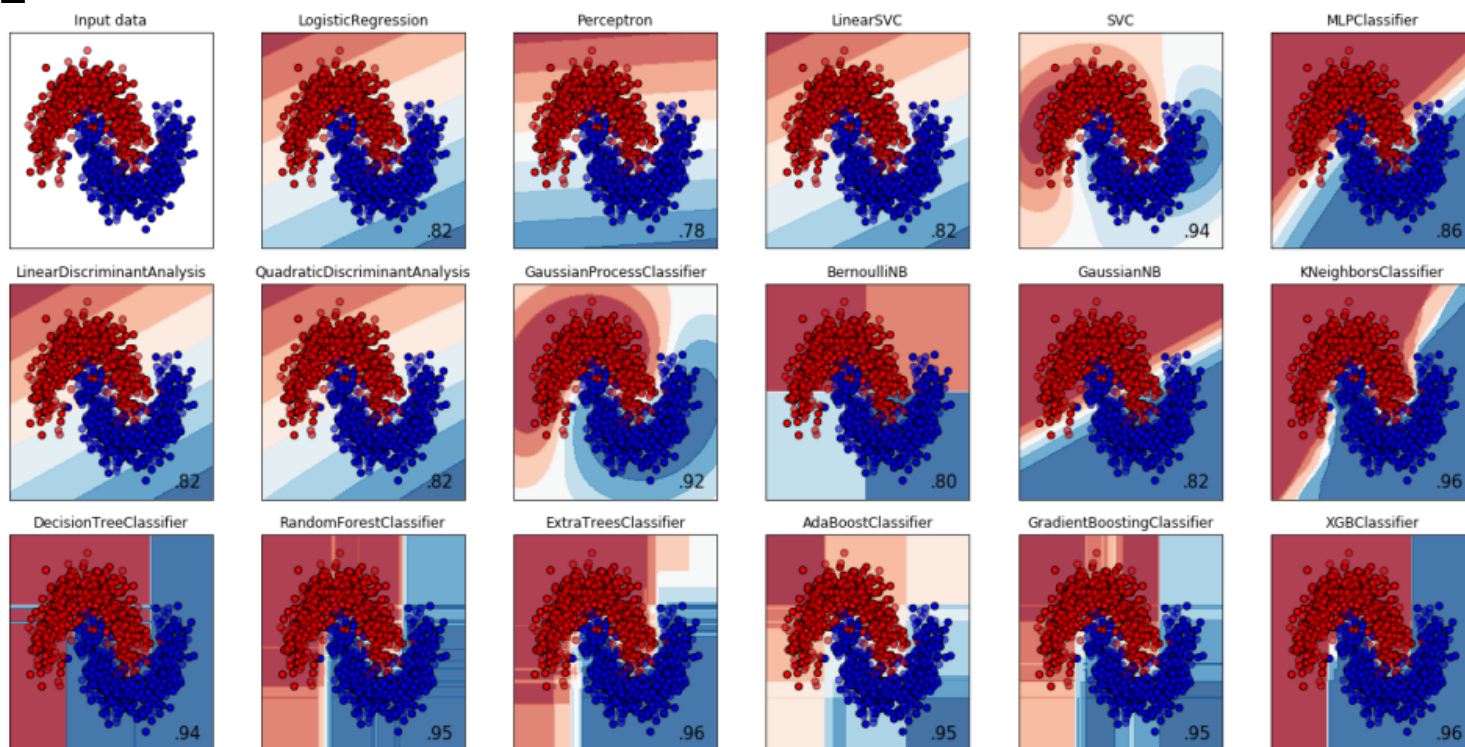 Input data
LogisticRegression
Perceptron
LinearSVC
SVC
MLPClassifier
.82
.78
.82
.94
.86
LinearDiscriminantAnalysis
QuadraticDiscriminantAnalysis
GaussianProcessClassifier
BernoulliNB
GaussianNB
KNeighborsClassifier
.82
.82
.92
.80
.82
.96
DecisionTreeClassifier
RandomForestClassifier
ExtraTreesClassifier
AdaBoostClassifier
GradientBoostingClassifier
XGBClassifier
.94
.95
.96
.95
.95
.96